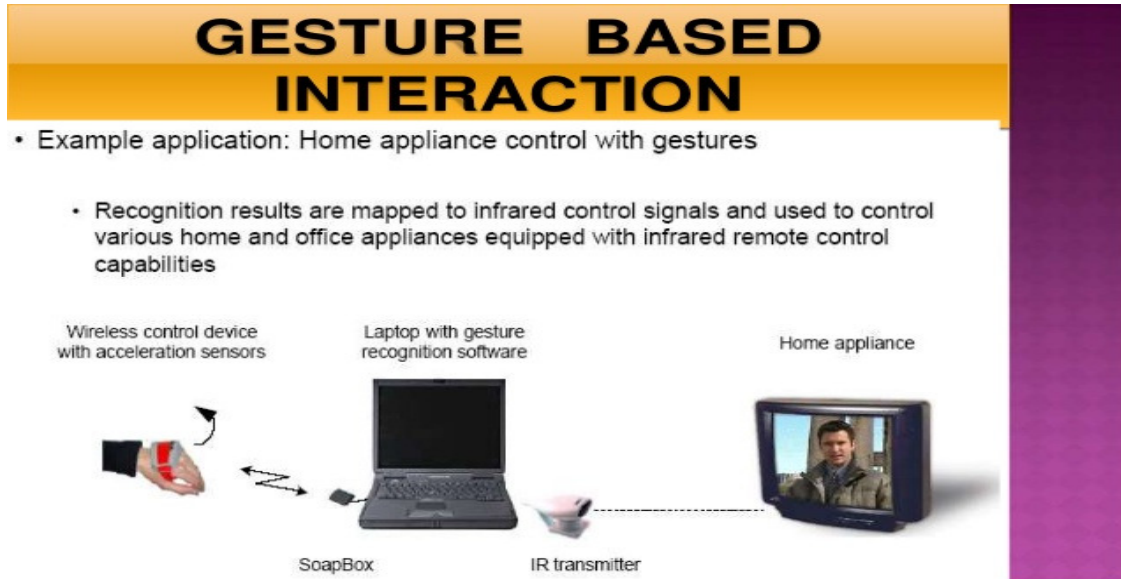 GESTURE BASED
INTERACTION
• Example application: Home appliance control with gestures
• Recognition results are mapped to infrared control signals and used to control
various home and office appliances equipped with infrared remote control
capabilities
Wireless control device
with acceleration sensors
Laptop with gesture
recognition software
Home appliance
SoapBox
IR transmitter